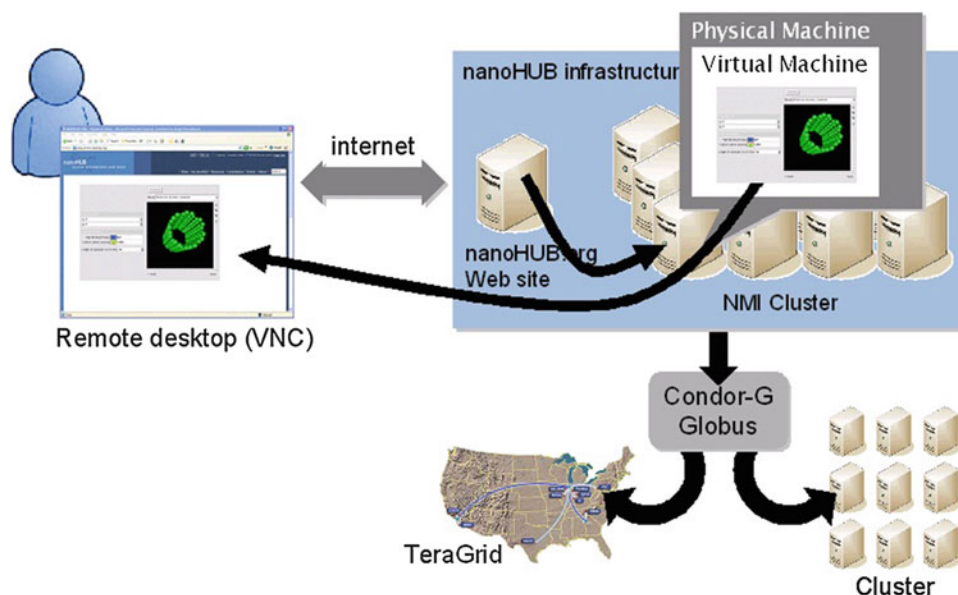 Physical Machine
nanoHUB infrastructur
Virtual Machine
internet
nanoHUB
nanoHUB.org
Web site
NMI Cluster
Remote desktop (VNC)
Condor-G
Globus
TeraGrid
Cluster